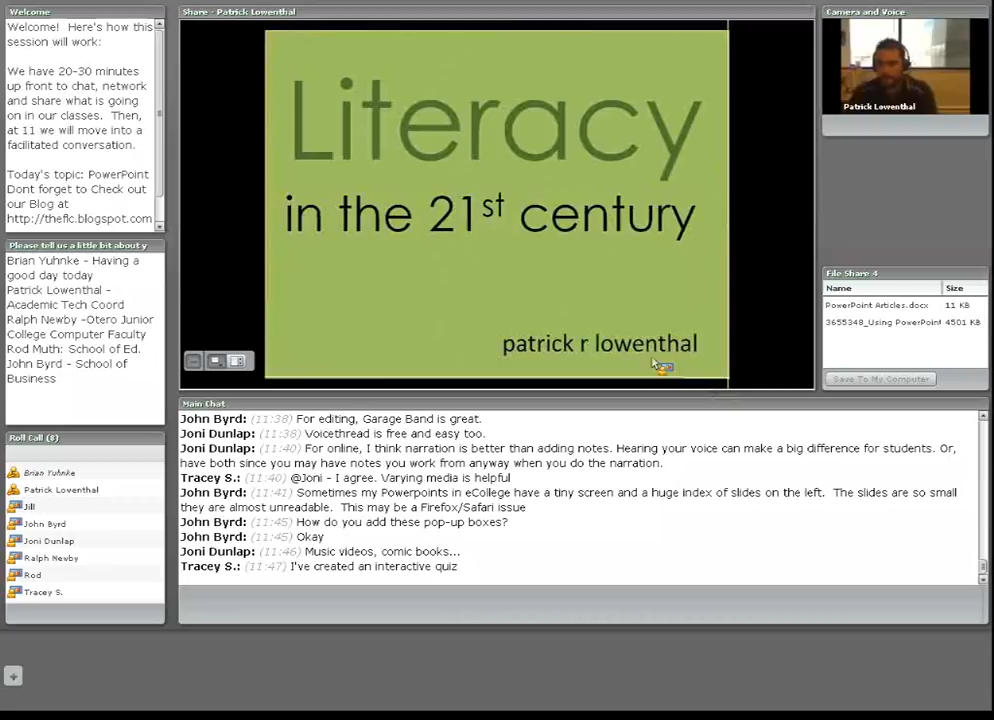 Welcome
Welcome!  Here's how this
session will work:
We have 20-30 minutes
up front to chat, network
and share what is going
on in our classes.  Then,
at 11 we will move into a
facilitated conversation.
Today's topic: PowerPoint
Dont forget to Check out
our Blog at
http://theflc.blogspot.com
Please tell us a little bit about y
Brian Yuhnke - Having a
good day today
Patrick Lowenthal -
Academic Tech Coord
Ralph Newby -Otero Junior
College Computer Faculty
Rod Muth: School of Ed.
John Byrd - School of
Business
Roll Call (8)
Brian Yuhnke
Patrick Lowenthal
Jill
John Byrd
Joni Dunlap
Ralph Newby
Rod
Tracey S.
Share - Patrick Lowenthal
Literacy
in the 21st century
patrick r lowenthal
Main Chat
John Byrd: (11:38) For editing, Garage Band is great.
Joni Dunlap: (11:38) Voicethread is free and easy too.
Joni Dunlap: (11:40) For online, I think narration is better than adding notes. Hearing your voice can make a big difference for students. Or,
have both since you may have notes you work from anyway when you do the narration.
Tracey S.: (11:40) @Joni - I agree. Varying media is helpful
John Byrd: (11:41) Sometimes my Powerpoints in eCollege have a tiny screen and a huge index of slides on the left.  The slides are so small
they are almost unreadable.  This may be a Firefox/Safari issue
John Byrd: (11:45) How do you add these pop-up boxes?
John Byrd: (11:45) Okay
Joni Dunlap: (11:46) Music videos, comic books...
Tracey S.: (11:47) I've created an interactive quiz
Camera and Voice
Patrick Lowenthal
File Share 4
Name Size
PowerPoint Articles.docx 11 KB
3655348_Using PowerPoint 4501 KB
Save To My Computer